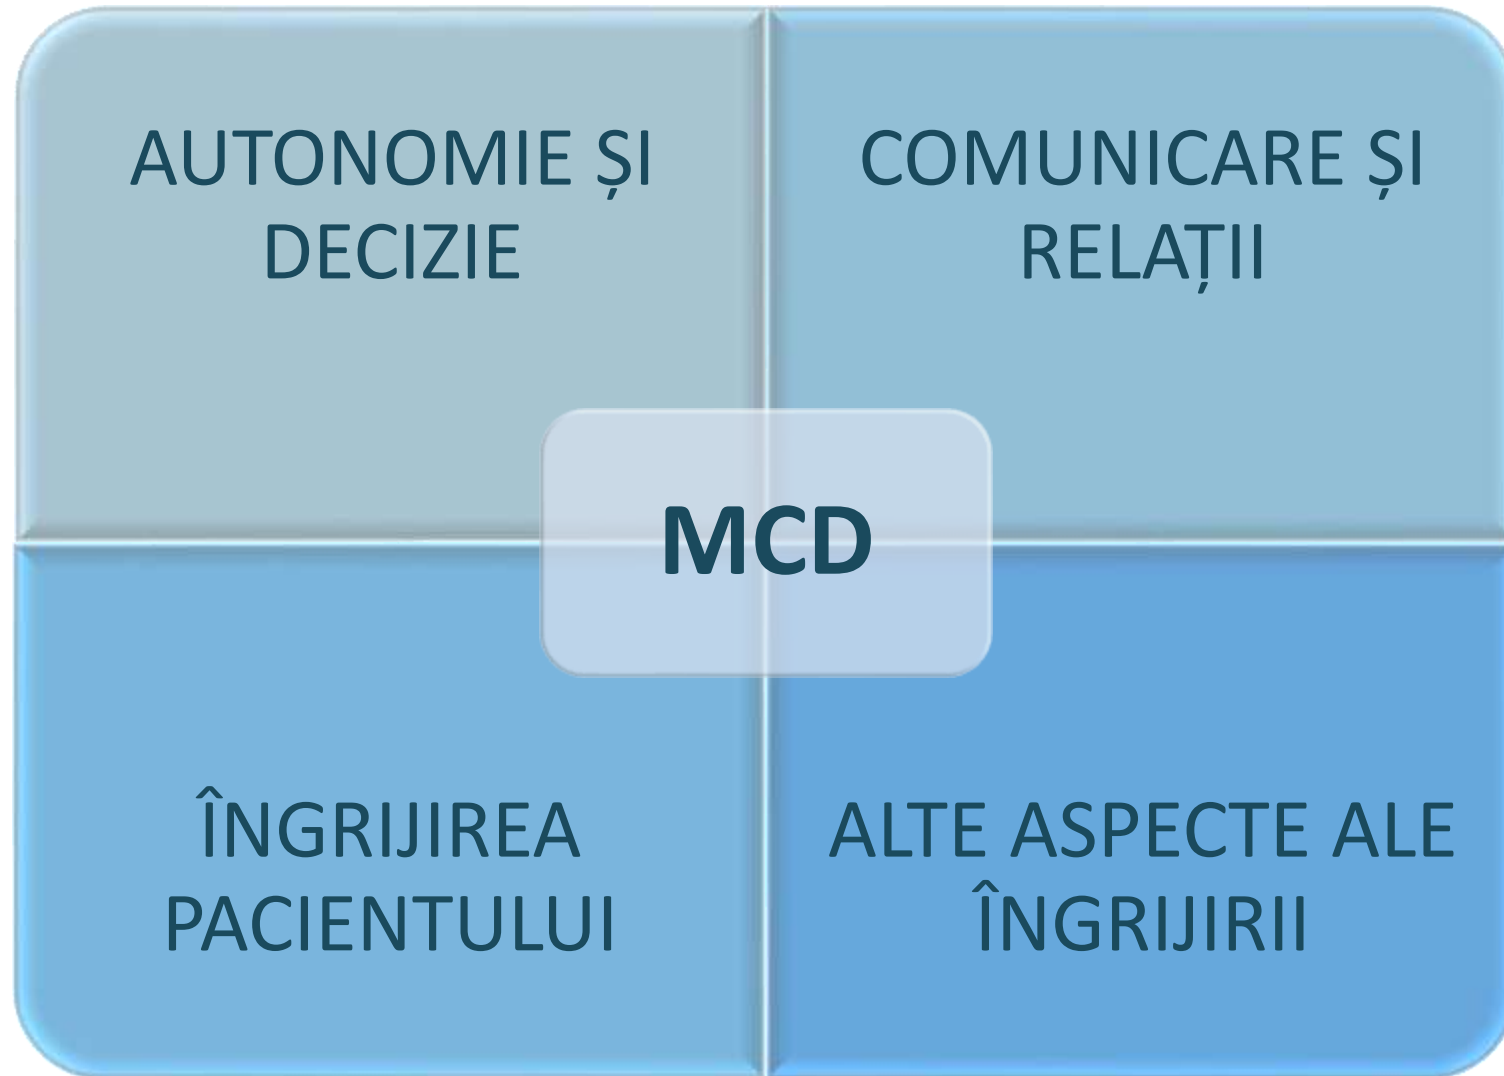 AUTONOMIE ȘI
DECIZIE
COMUNICARE ȘI
RELAȚII
MCD
ÎNGRIJIREA
PACIENTULUI
ALTE ASPECTE ALE
ÎNGRIJIRII